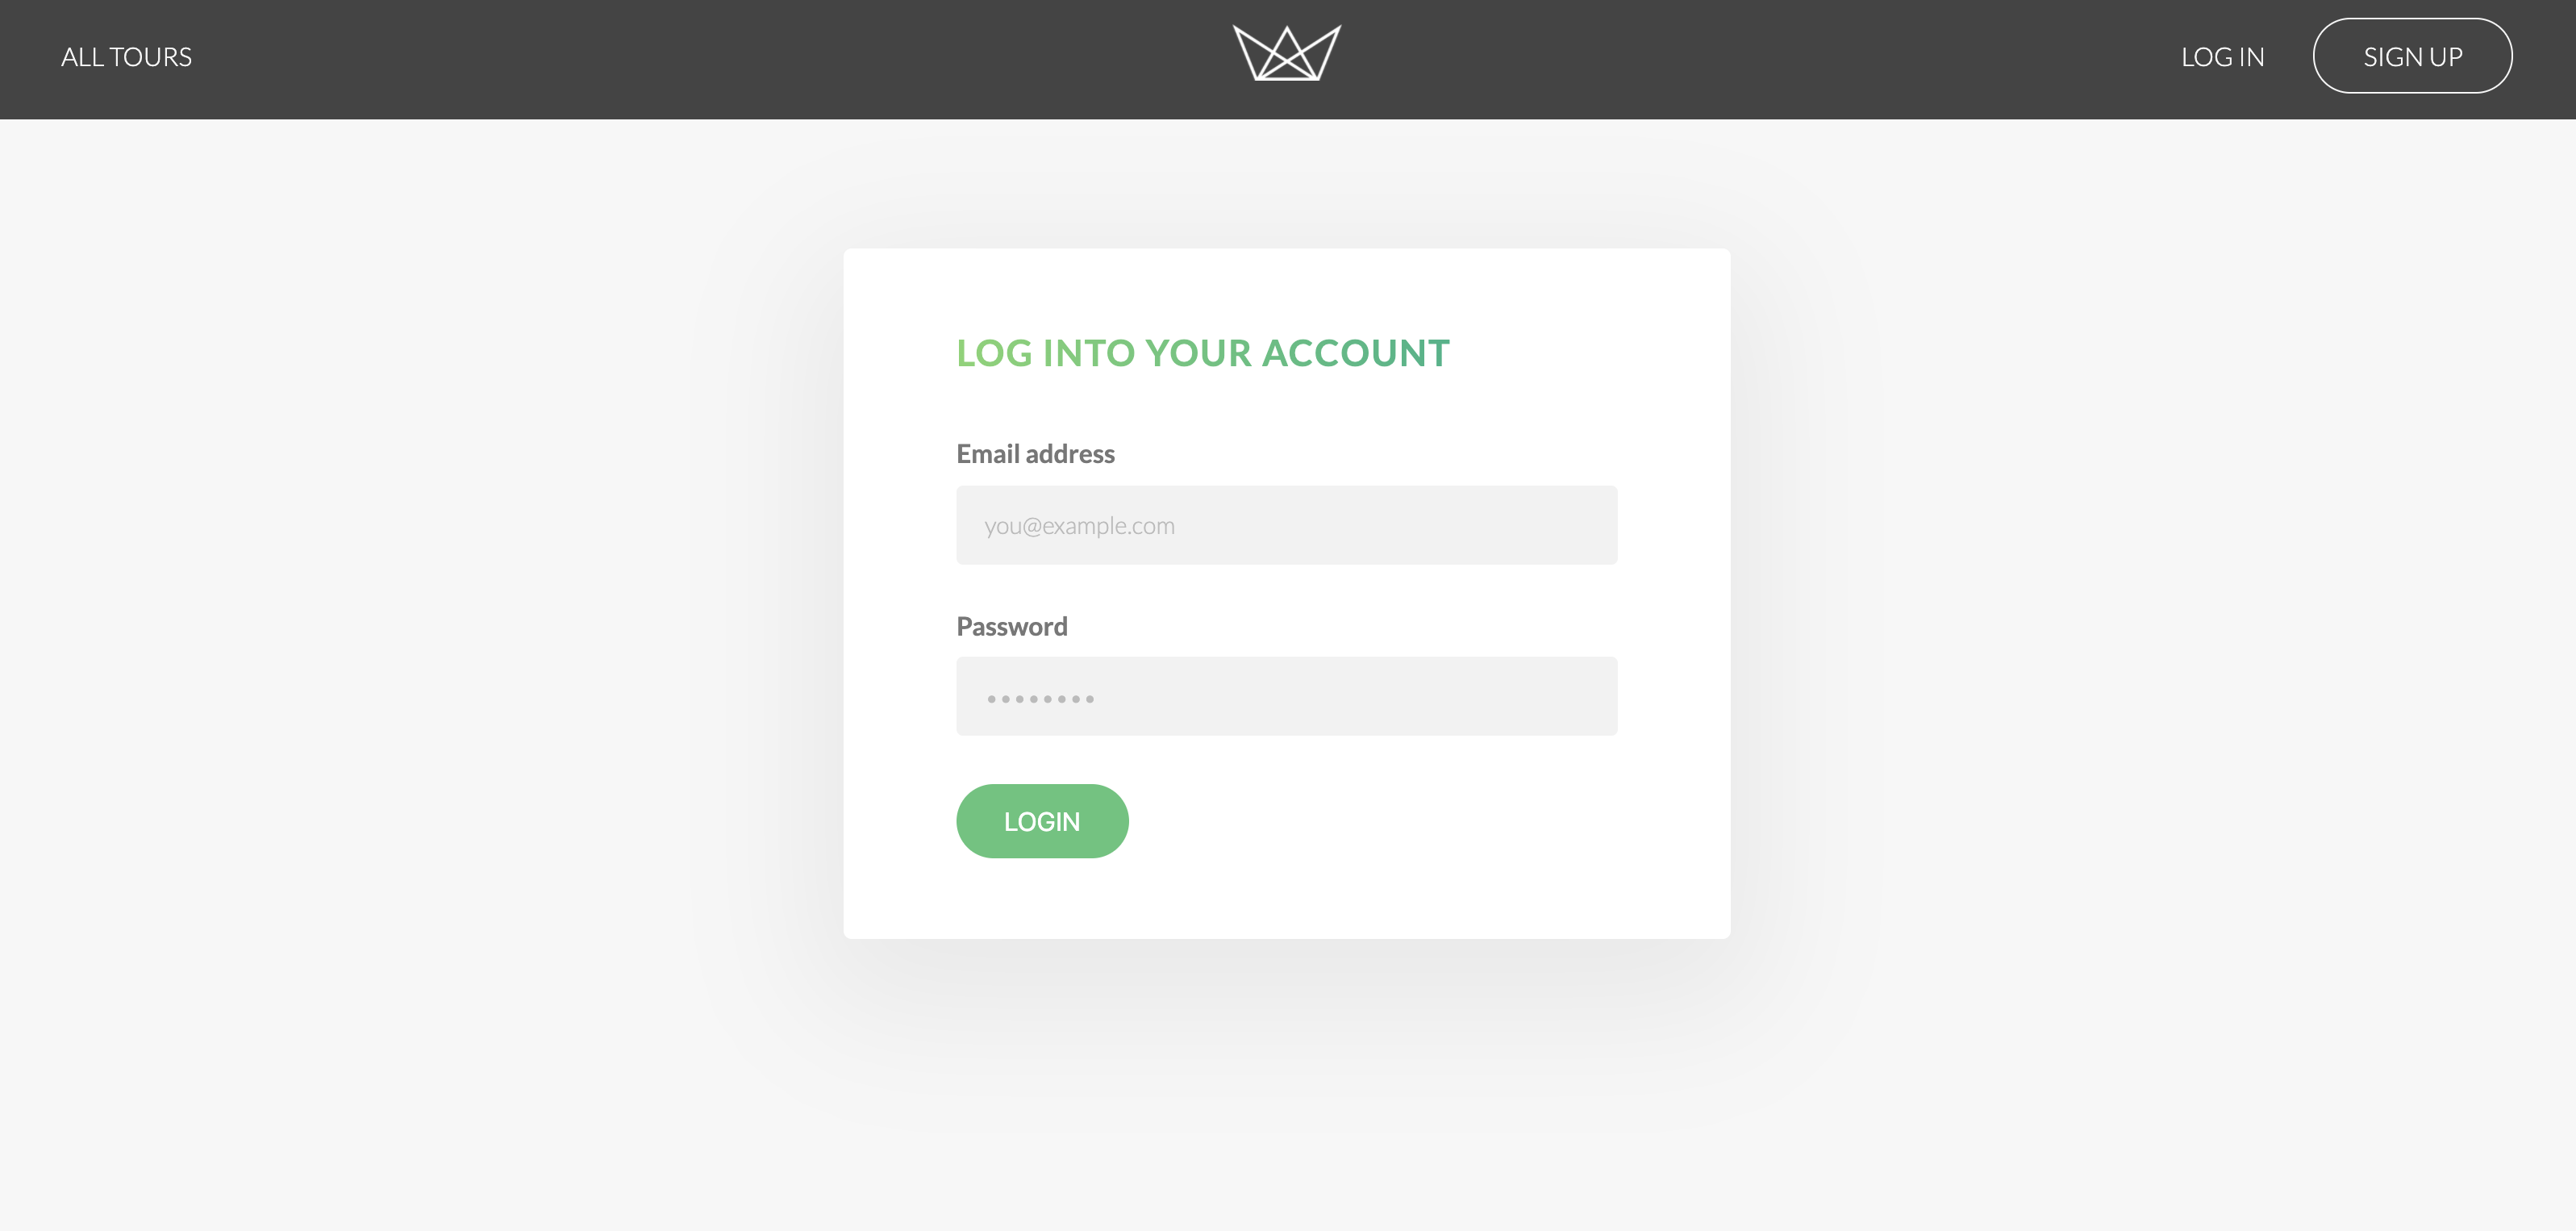 ALL TOURS
LOG IN
SIGN UP
LOG INTO YOUR ACCOUNT
Email address
you@example.com
Password
••••••••
LOGIN